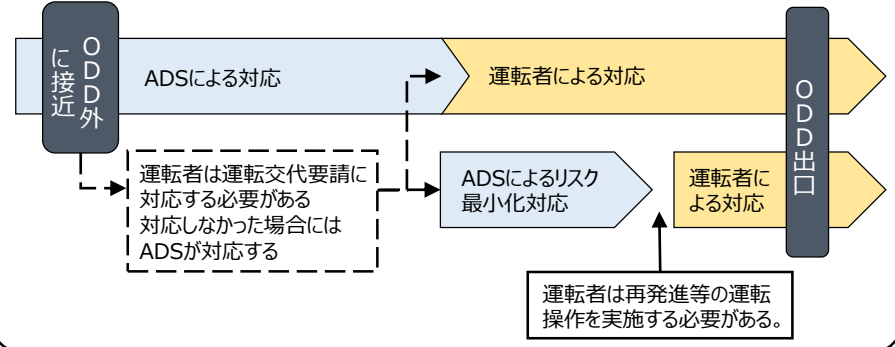 ODD外
に接近
ADSによる対応
運転者による対応
運転者は運転交代要請に
対応する必要がある
対応しなかった場合には
ADSが対応する
ADSによるリスク
最小化対応
運転者に
よる対応
ODD出口
運転者は再発進等の運転
操作を実施する必要がある。